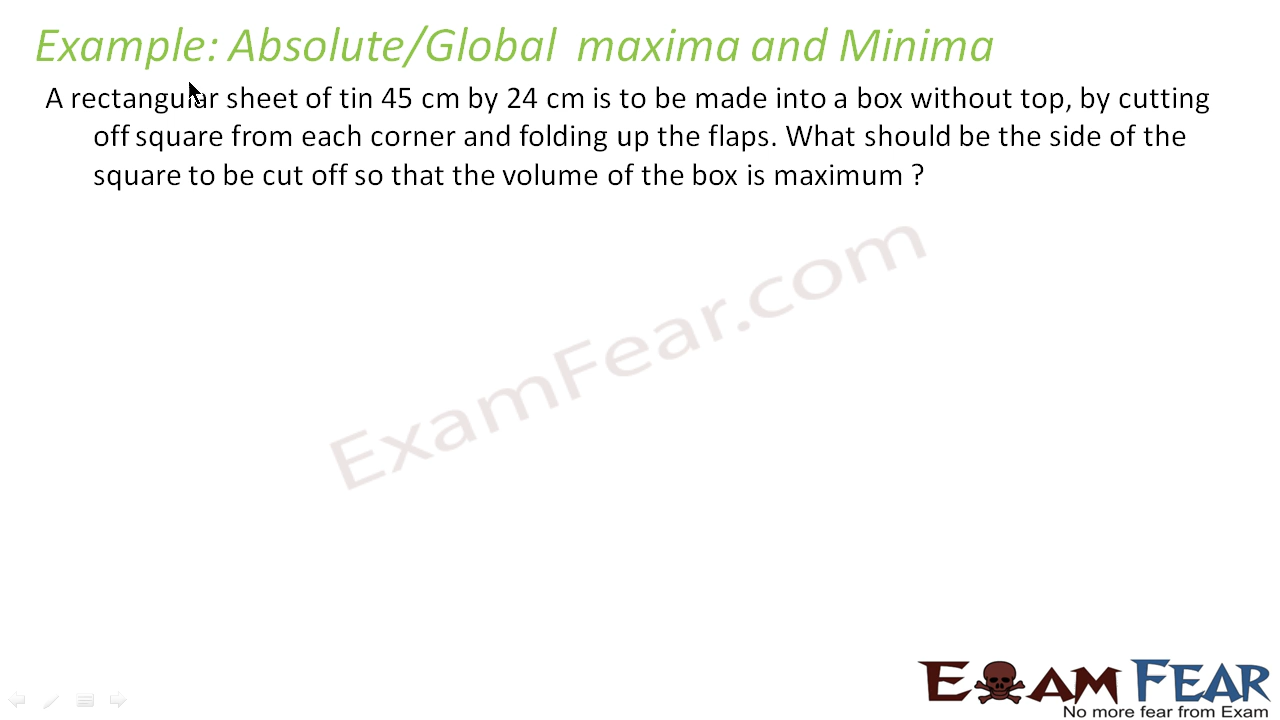 Example: Absolute/Global maxima and Minima
A rectangular sheet of tin 45 cm by 24 cm is to be made into a box without top, by cutting
off square from each corner and folding up the flaps. What should be the side of the
square to be cut off so that the volume of the box is maximum ?
ExamFear.com
EXAM FEAR
No more fear from Exam